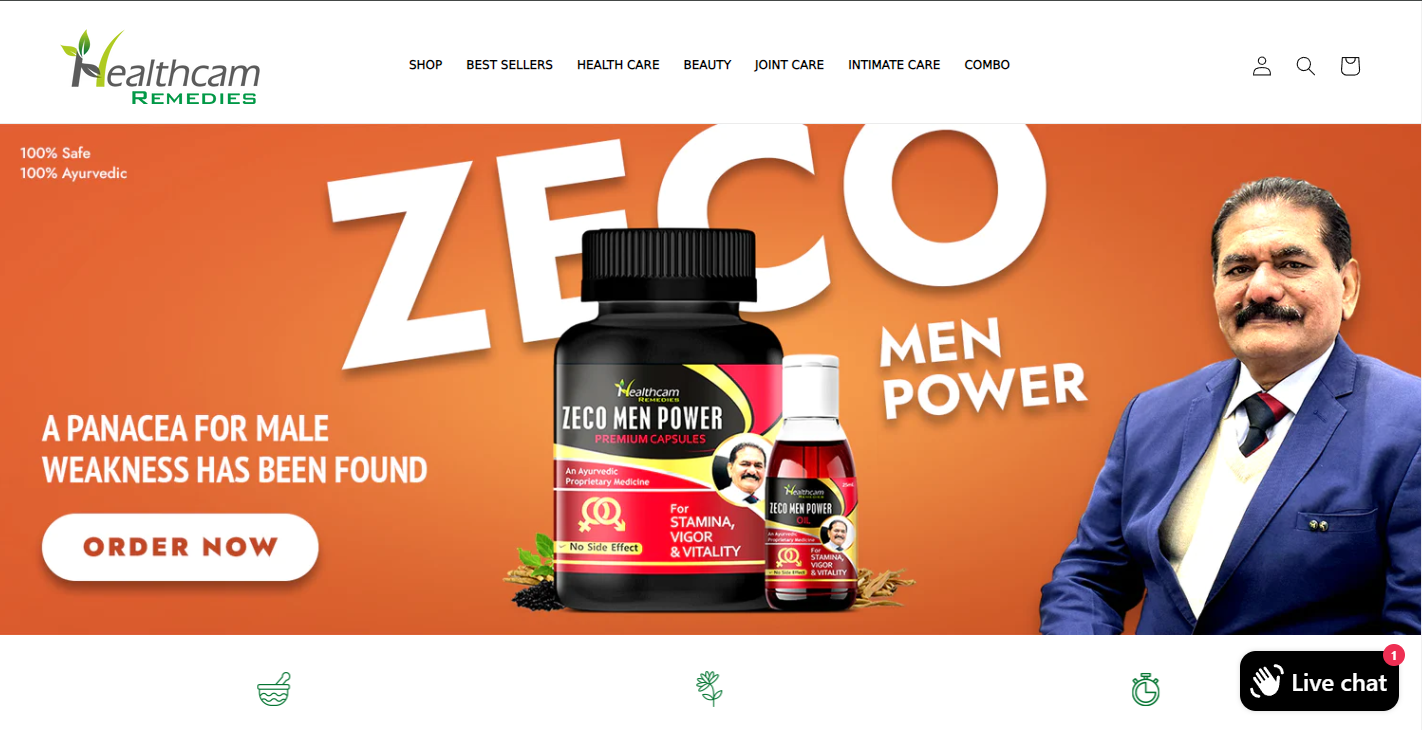 Healthcam
REMEDIES
SHOP BEST SELLERS HEALTH CARE BEAUTY JOINT CARE INTIMATE CARE COMBO
100% Safe
100% Ayurvedic
ZECO
MEN
POWER
A PANACEA FOR MALE
WEAKNESS HAS BEEN FOUND
ORDER NOW
Healthcam
REMEDIES
ZECO MEN POWER
PREMIUM CAPSULES
An Ayurvedic
Proprietary Medicine
For
STAMINA,
VIGOR
& VITALITY
No Side Effect
25ml
Healthcam
REMEDIES
ZECO MEN POWER
OIL
An Ayurvedic
Proprietary Medicine
For
STAMINA,
VIGOR
& VITALITY
No Side Effect
1
Live chat